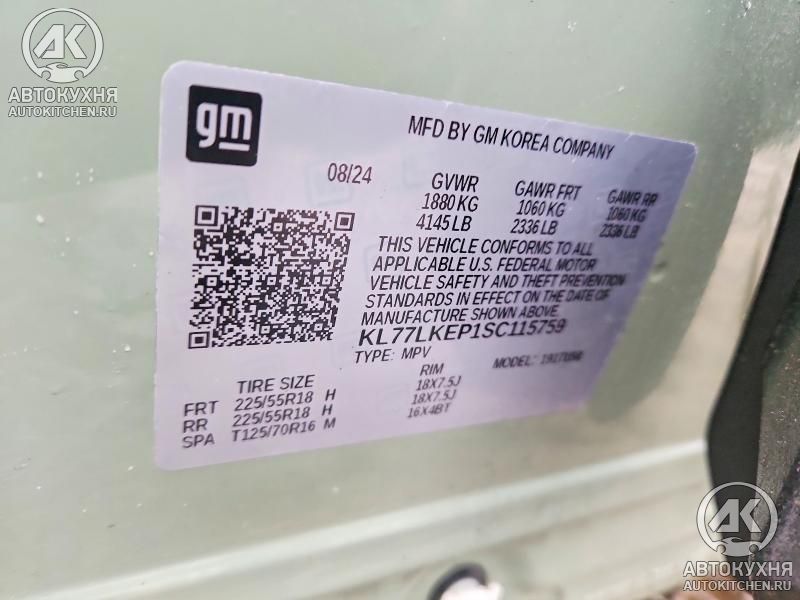 АК
АВТОКУХНЯ
AUTOKITCHEN.RU
gm
MFD BY GM KOREA COMPANY
08/24 GVWR GAWR FRT GAWR RR
1880 KG 1060 KG 1060 KG
4145 LB 2336 LB 2336 LB
THIS VEHICLE CONFORMS TO ALL
APPLICABLE U.S. FEDERAL MOTOR
VEHICLE SAFETY AND THEFT PREVENTION
STANDARDS IN EFFECT ON THE DATE OF
MANUFACTURE SHOWN ABOVE.
KL77LKEP1SC115759
TYPE: MPV MODEL:
TIRE SIZE RIM
FRT 225/55R18 H 18X7.5J
RR 225/55R18 H 18X7.5J
SPA T125/70R16 M 16X4BT
АК
АВТОКУХНЯ
AUTOKITCHEN.RU